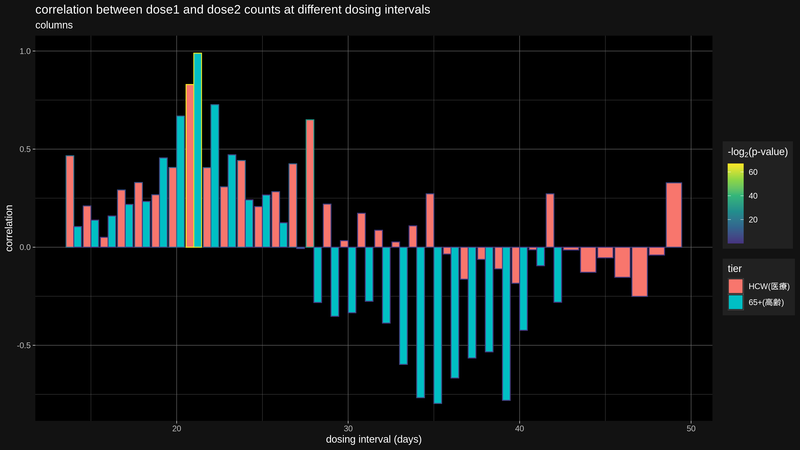 correlation between dose1 and dose2 counts at different dosing intervals
columns
1.0
0.5
0.0
-0.5
correlation
20
30
40
50
dosing interval (days)
-log2(p-value)
60
40
20
tier
HCW(医療)
65+(高齢)